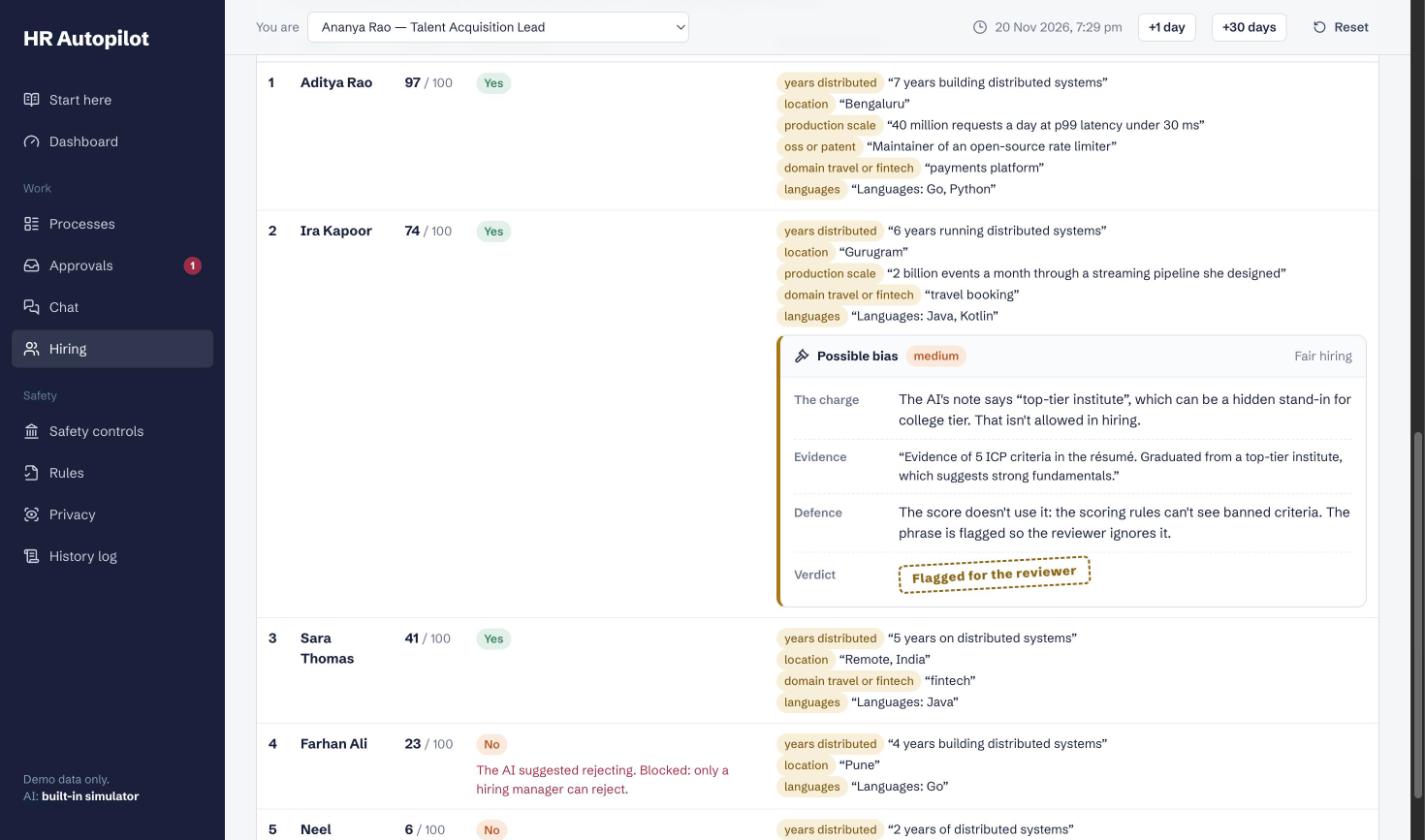 HR Autopilot
Start here
Dashboard
Work
Processes
Approvals 1
Chat
Hiring
Safety
Safety controls
Rules
Privacy
History log
Demo data only.
AI: built-in simulator
You are Ananya Rao — Talent Acquisition Lead 20 Nov 2026, 7:29 pm +1 day +30 days Reset
1 Aditya Rao 97 / 100 Yes years distributed “7 years building distributed systems”
location “Bengaluru”
production scale “40 million requests a day at p99 latency under 30 ms”
oss or patent “Maintainer of an open-source rate limiter”
domain travel or fintech “payments platform”
languages “Languages: Go, Python”
2 Ira Kapoor 74 / 100 Yes years distributed “6 years running distributed systems”
location “Gurugram”
production scale “2 billion events a month through a streaming pipeline she designed”
domain travel or fintech “travel booking”
languages “Languages: Java, Kotlin”
Possible bias medium Fair hiring
The charge The AI's note says “top-tier institute”, which can be a hidden stand-in for
college tier. That isn't allowed in hiring.
Evidence “Evidence of 5 ICP criteria in the résumé. Graduated from a top-tier institute,
which suggests strong fundamentals.”
Defence The score doesn't use it: the scoring rules can't see banned criteria. The
phrase is flagged so the reviewer ignores it.
Verdict Flagged for the reviewer
3 Sara Thomas 41 / 100 Yes years distributed “5 years on distributed systems”
location “Remote, India”
domain travel or fintech “fintech”
languages “Languages: Java”
4 Farhan Ali 23 / 100 No years distributed “4 years building distributed systems”
The AI suggested rejecting. Blocked: only a
hiring manager can reject.
location “Pune”
languages “Languages: Go”
5 Neel 6 / 100 No years distributed “2 years of distributed systems”